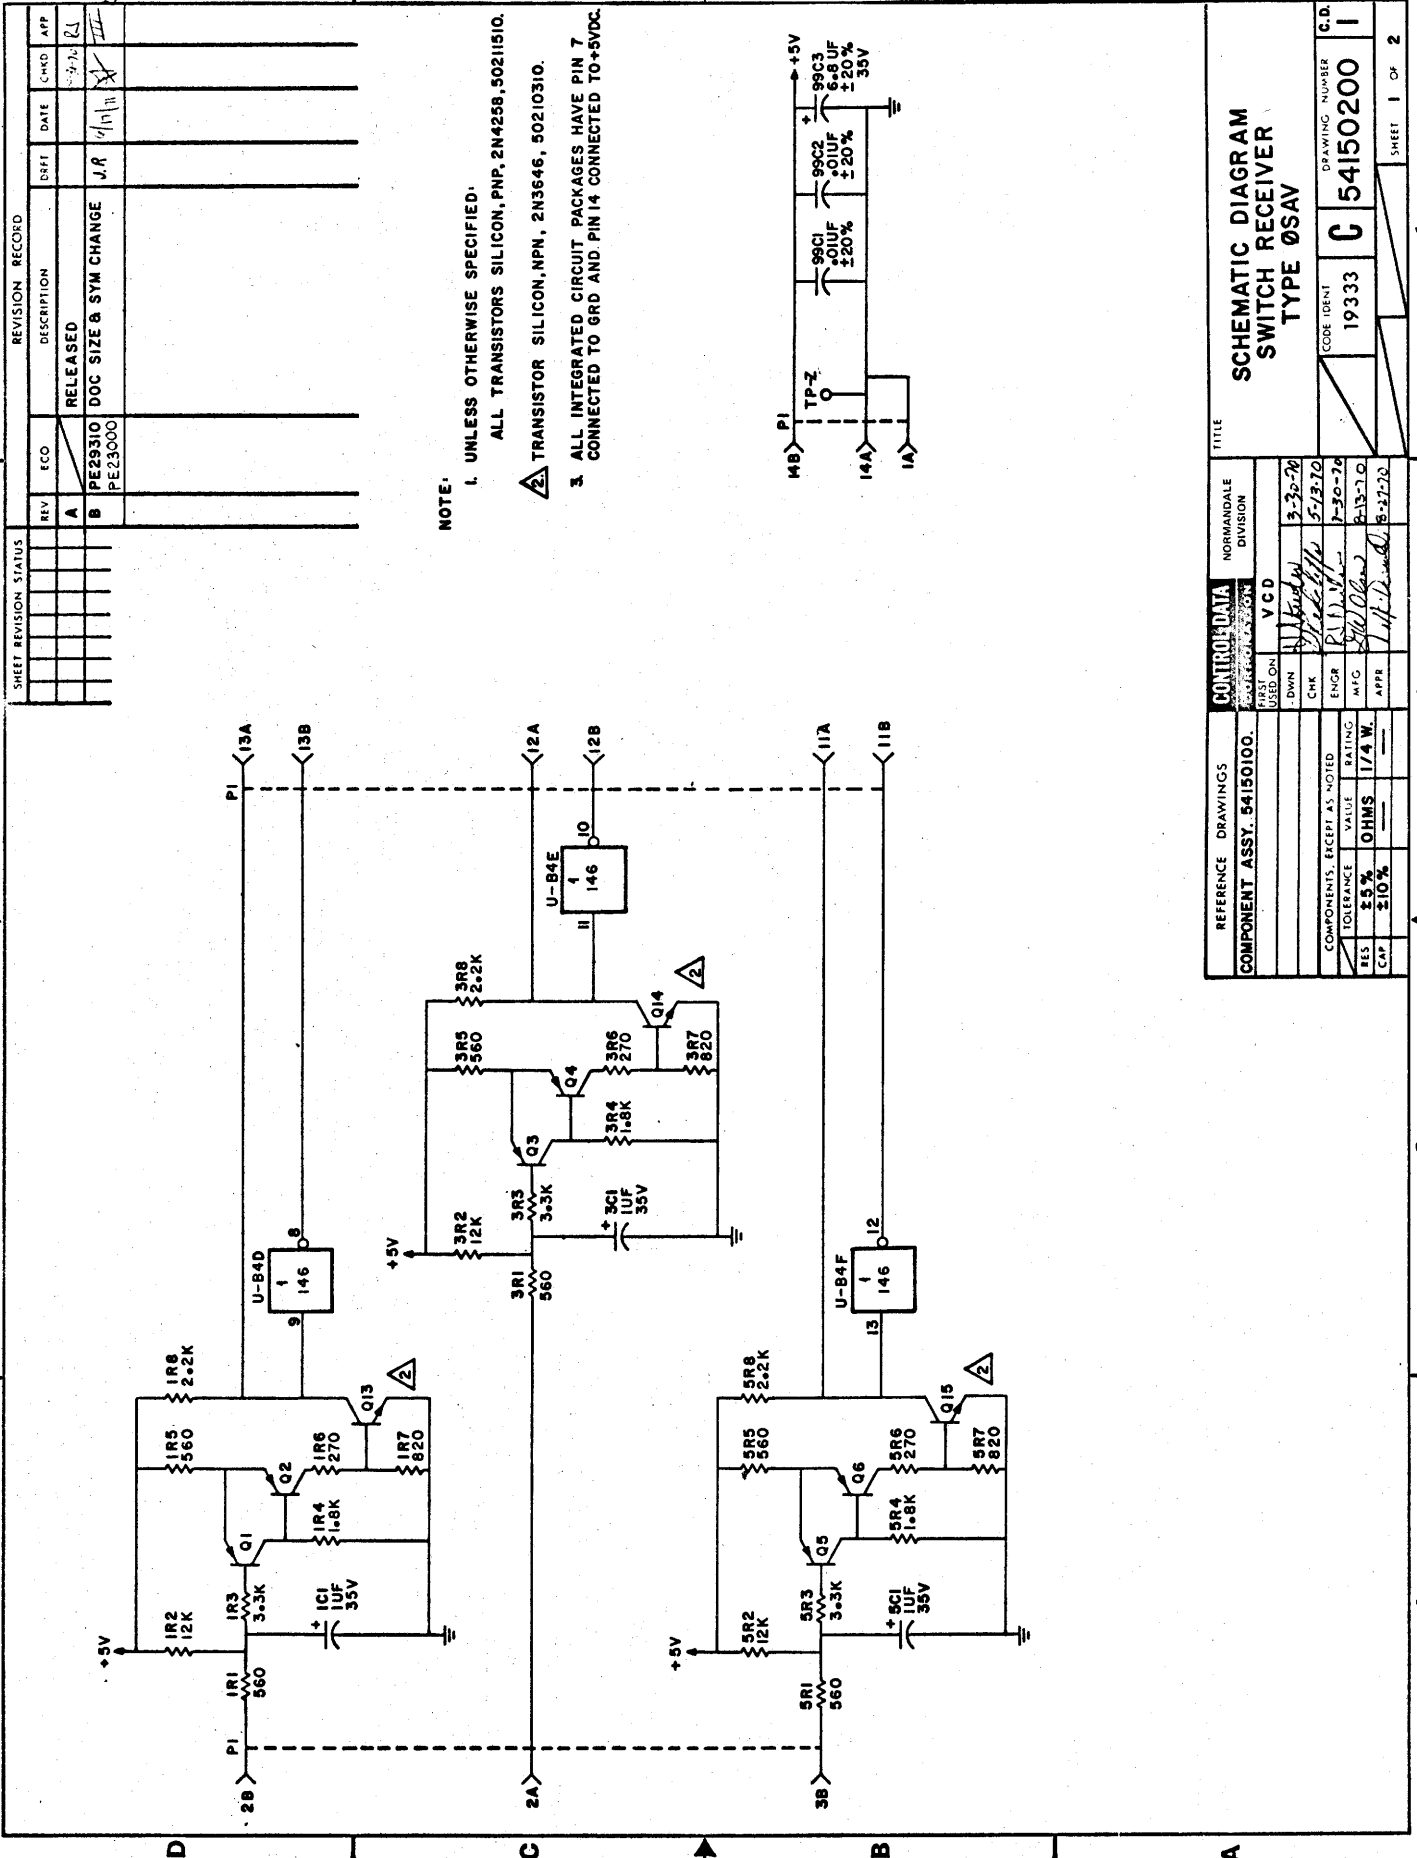 SHEET REVISION STATUS
REVISION RECORD
REV ECO DESCRIPTION DRFT DATE CHKD APP
A RELEASED
B PE29310 DOC SIZE & SYM CHANGE J.R
PE23000
NOTE:
1. UNLESS OTHERWISE SPECIFIED:
ALL TRANSISTORS SILICON, PNP, 2N4258, 50211510.
2. TRANSISTOR SILICON, NPN, 2N3646, 50210310.
3. ALL INTEGRATED CIRCUIT PACKAGES HAVE PIN 7
CONNECTED TO GRD AND PIN 14 CONNECTED TO +5VDC.
D
C
B
A
P1
2B
1R1
560
+5V
1R2
12K
1R3
3.3K
+ 1C1
1UF
35V
Q1
1R4
1.8K
1R5
560
Q2
1R6
270
1R7
820
1R8
2.2K
Q13
2
U-B4D
1
146
9
8
P1
13A
13B
2A
3R1
560
+5V
3R2
12K
3R3
3.3K
+ 3C1
1UF
35V
Q3
3R4
1.8K
3R5
560
Q4
3R6
270
3R7
820
3R8
2.2K
Q14
2
U-B4E
1
146
11
10
12A
12B
3B
5R1
560
+5V
5R2
12K
5R3
3.3K
+ 5C1
1UF
35V
Q5
5R4
1.8K
5R5
560
Q6
5R6
270
5R7
820
5R8
2.2K
Q15
2
U-B4F
1
146
13
12
11A
11B
14B
P1
TP-Z
14A
1A
99C1
.01UF
±20%
99C2
.01UF
±20%
+ 99C3
6.8UF
±20%
35V
+5V
REFERENCE DRAWINGS
COMPONENT ASSY. 54150100.
COMPONENTS, EXCEPT AS NOTED
TOLERANCE VALUE RATING
RES ±5% OHMS 1/4 W.
CAP ±10% — —
CONTROL DATA
CORPORATION
NORMANDALE
DIVISION
FIRST
USED ON VCD
DWN 3-30-70
CHK 5-13-70
ENGR 7-30-70
MFG 8-13-70
APPR 8-27-70
TITLE
SCHEMATIC DIAGRAM
SWITCH RECEIVER
TYPE ØSAV
CODE IDENT
19333
C
DRAWING NUMBER
54150200
C.D.
1
SHEET 1 OF 2